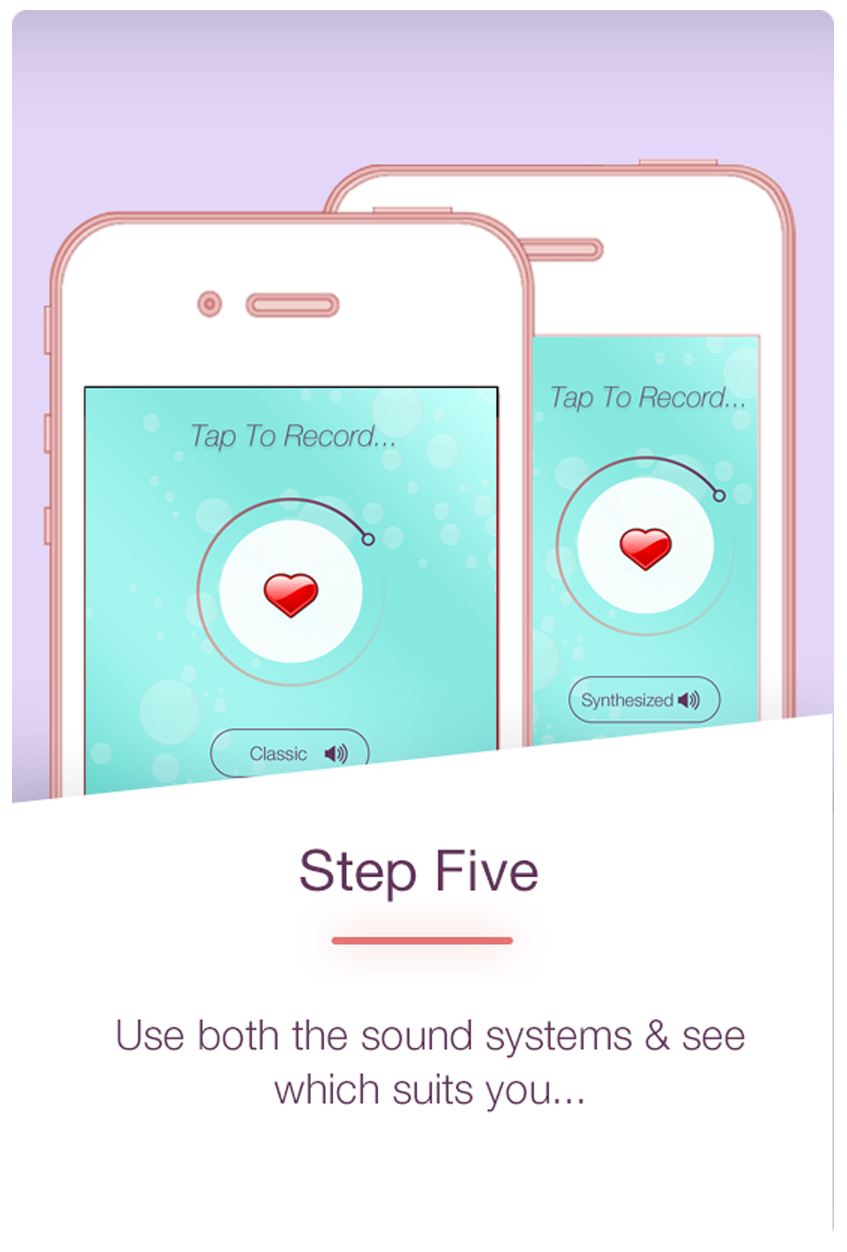 Tap To Record...
Classic
Tap To Record...
Synthesized
Step Five
Use both the sound systems & see
which suits you...